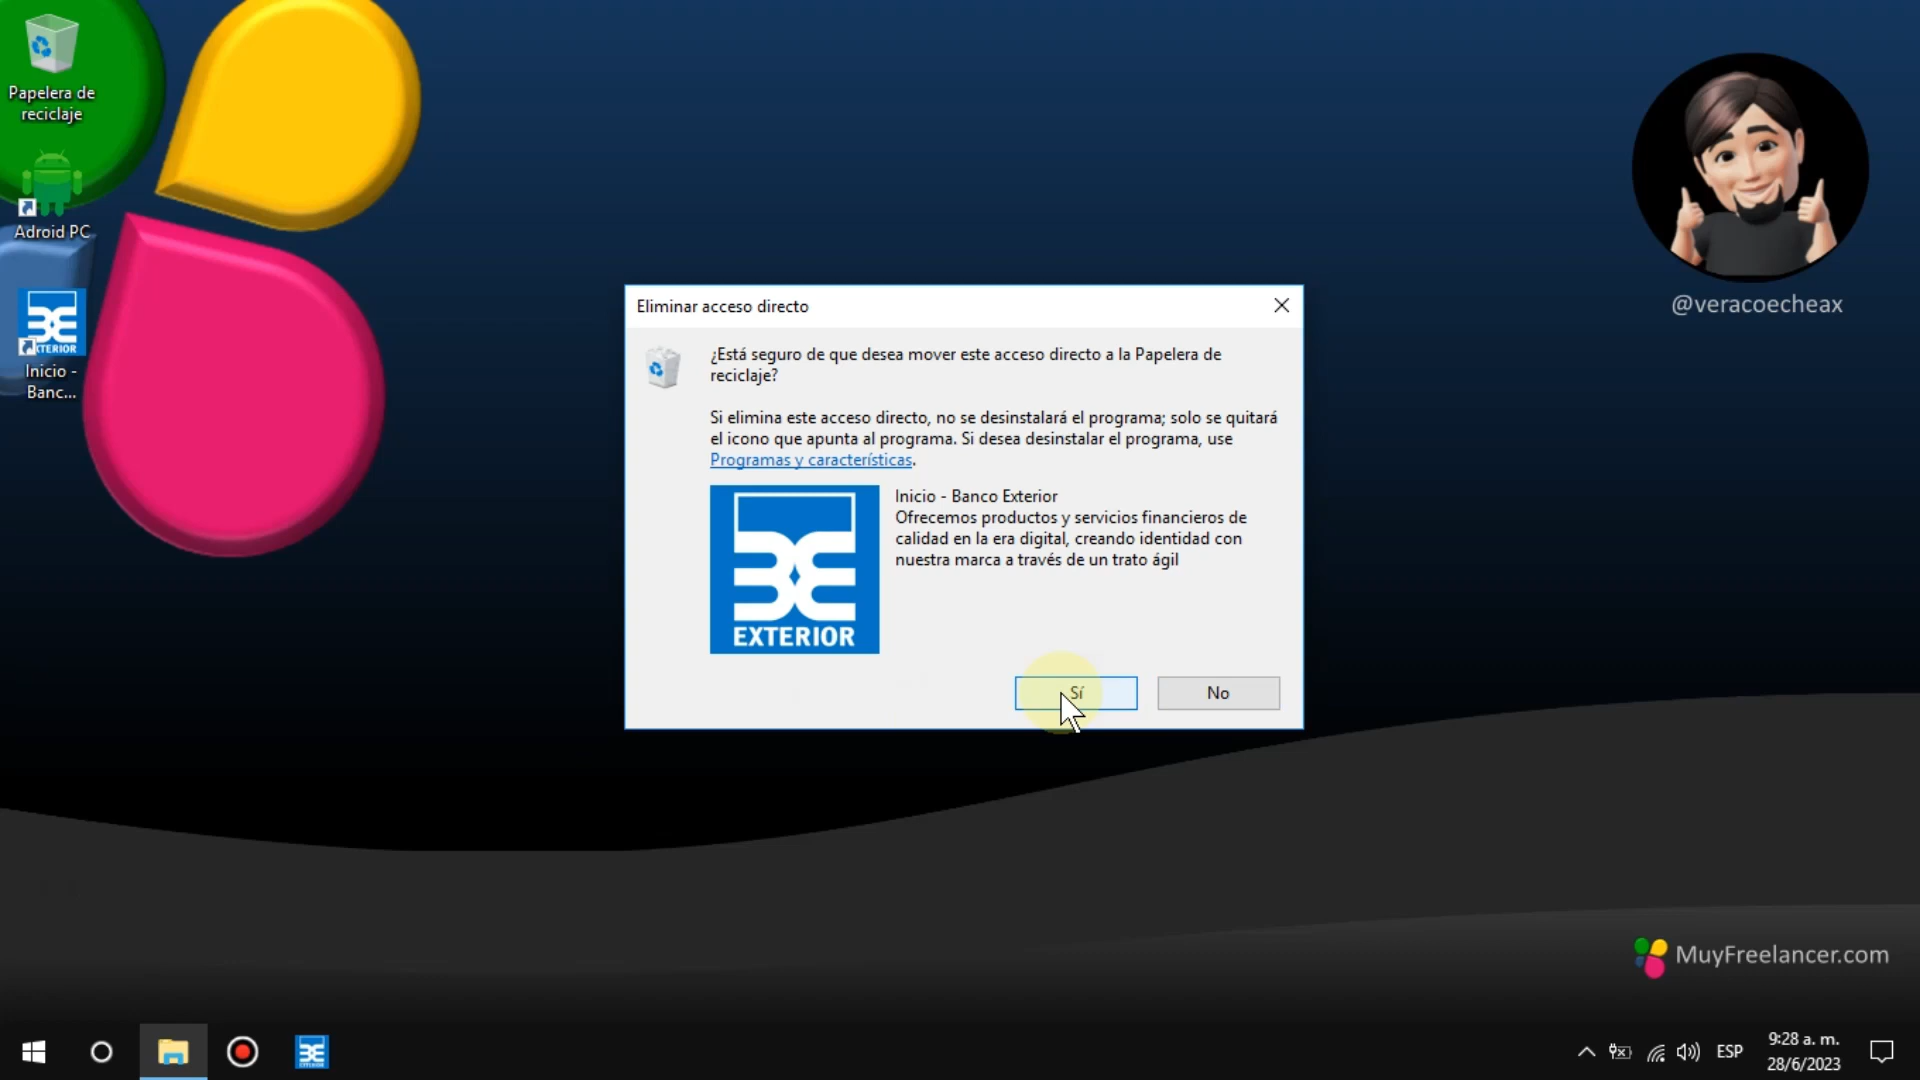 Papelera de
reciclaje
Adroid PC
EXTERIOR
Inicio -
Banc...
@veracoecheax
Eliminar acceso directo
¿Está seguro de que desea mover este acceso directo a la Papelera de
reciclaje?
Si elimina este acceso directo, no se desinstalará el programa; solo se quitará
el icono que apunta al programa. Si desea desinstalar el programa, use
Programas y características.
Inicio - Banco Exterior
Ofrecemos productos y servicios financieros de
calidad en la era digital, creando identidad con
nuestra marca a través de un trato ágil
EXTERIOR
Sí
No
MuyFreelancer.com
EXTERIOR
ESP
9:28 a. m.
28/6/2023